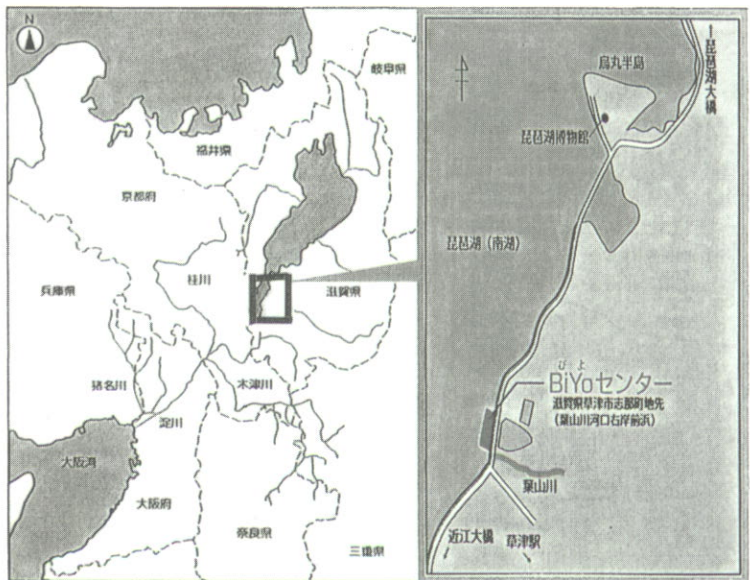 N
岐阜県
福井県
京都府
兵庫県
桂川
滋賀県
猪名川
木津川
淀川
大阪湾
大阪府
奈良県
三重県
琵琶湖大橋
烏丸半島
琵琶湖博物館
琵琶湖（南湖）
びよ
BiYoセンター
滋賀県草津市志那町地先
（葉山川河口右岸前浜）
葉山川
近江大橋
草津駅